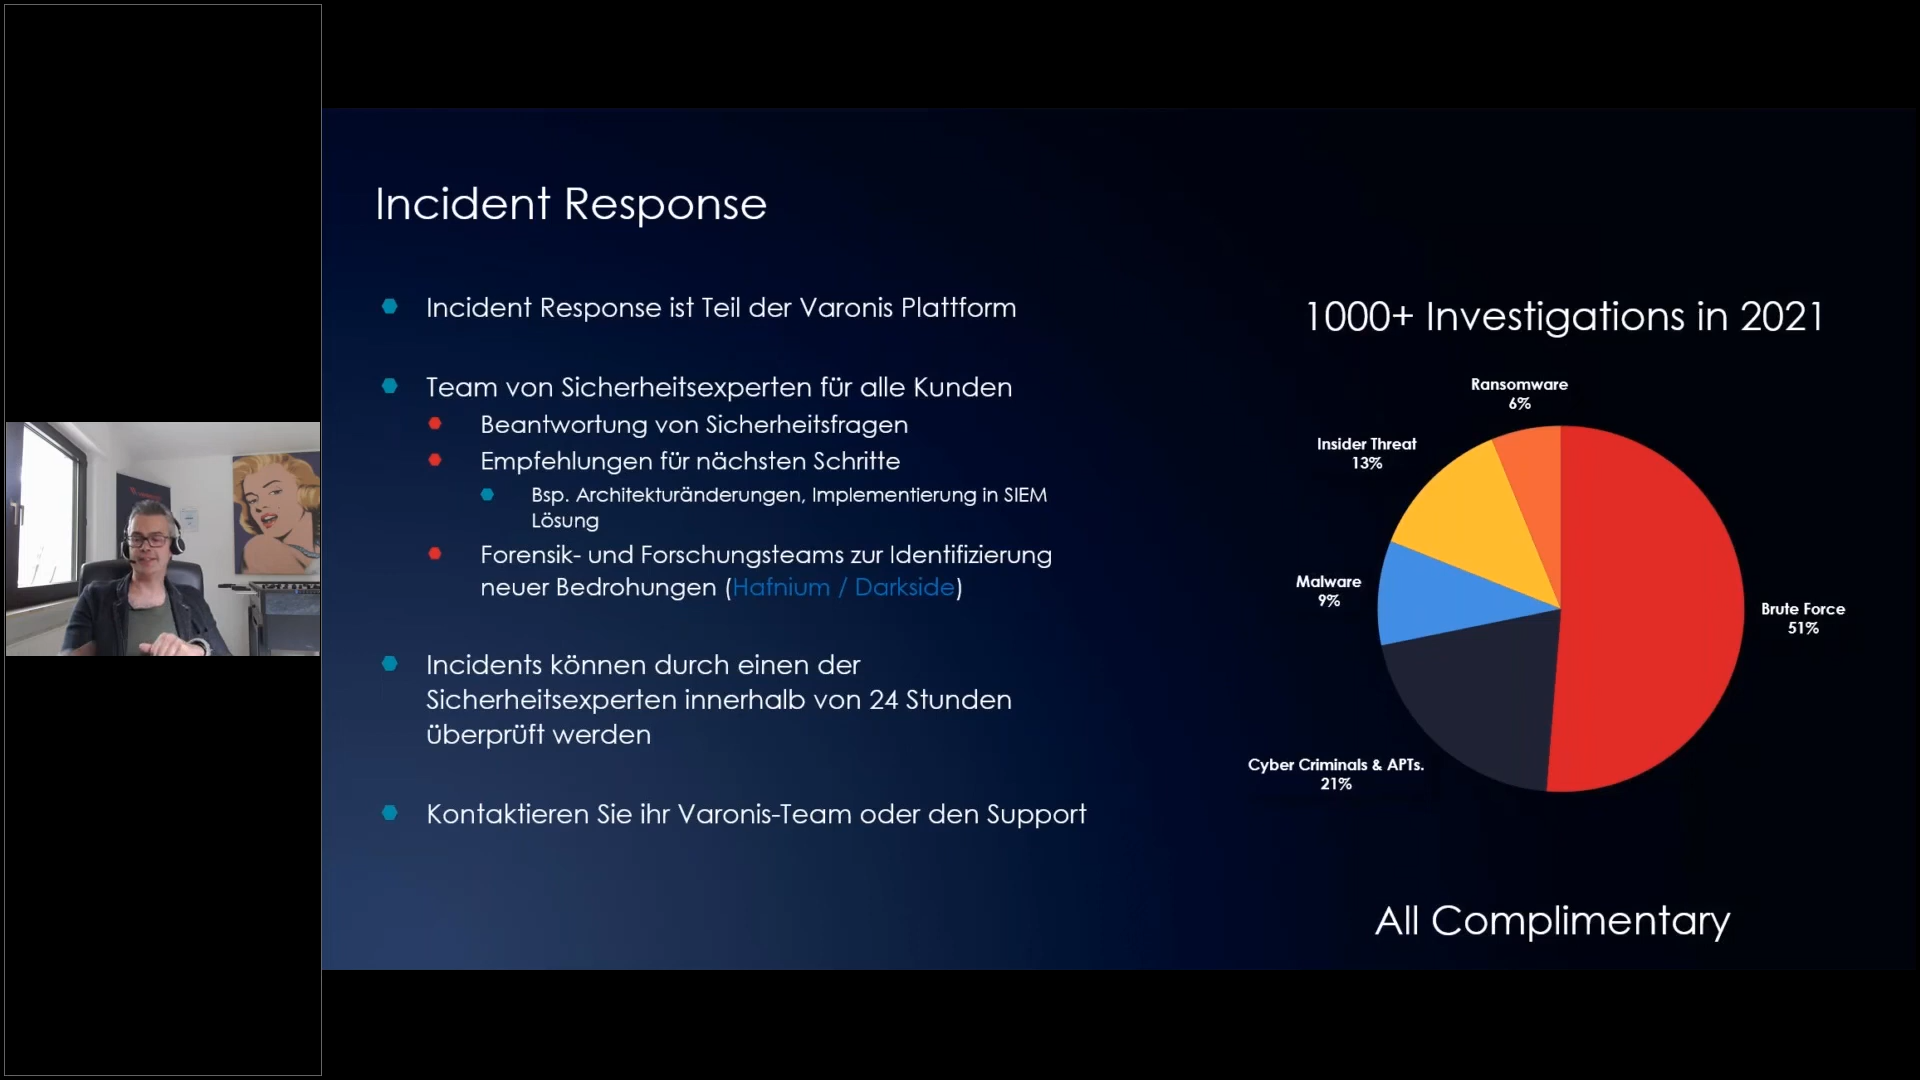 Incident Response
Incident Response ist Teil der Varonis Plattform
Team von Sicherheitsexperten für alle Kunden
Beantwortung von Sicherheitsfragen
Empfehlungen für nächsten Schritte
Bsp. Architekturänderungen, Implementierung in SIEM
Lösung
Forensik- und Forschungsteams zur Identifizierung
neuer Bedrohungen (Hafnium / Darkside)
Incidents können durch einen der
Sicherheitsexperten innerhalb von 24 Stunden
überprüft werden
Kontaktieren Sie ihr Varonis-Team oder den Support
1000+ Investigations in 2021
Ransomware
6%
Insider Threat
13%
Malware
9%
Brute Force
51%
Cyber Criminals & APTs.
21%
All Complimentary